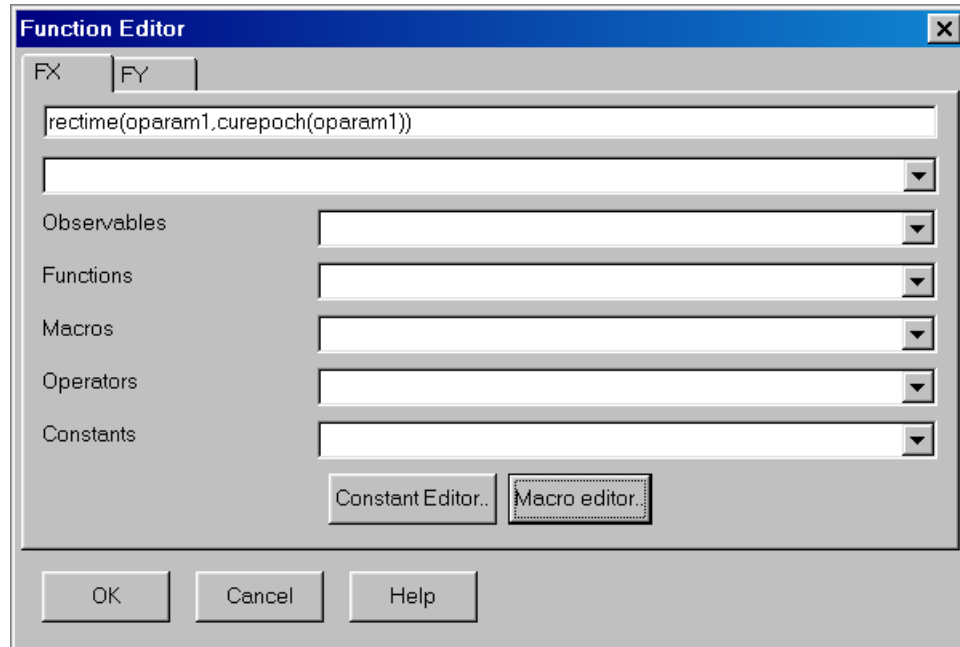 Function Editor
FX FY
rectime(oparam1,curepoch(oparam1))
Observables
Functions
Macros
Operators
Constants
Constant Editor.. Macro editor..
OK Cancel Help